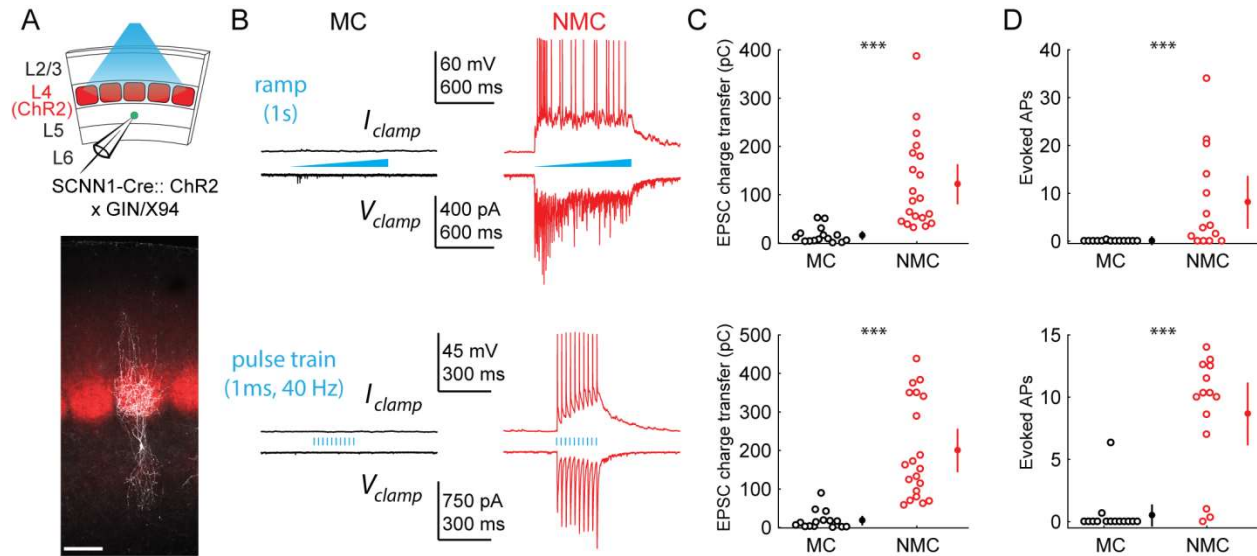 A
L2/3
L4
(ChR2)
L5
L6
SCNN1-Cre:: ChR2
x GIN/X94
B
MC
NMC
ramp
(1s)
60 mV
600 ms
Iclamp
Vclamp
400 pA
600 ms
pulse train
(1ms, 40 Hz)
45 mV
300 ms
Iclamp
Vclamp
750 pA
300 ms
C
***
EPSC charge transfer (pC)
400
300
200
100
0
MC
NMC
***
EPSC charge transfer (pC)
500
400
300
200
100
0
MC
NMC
D
***
Evoked APs
40
30
20
10
0
MC
NMC
***
Evoked APs
15
10
5
0
MC
NMC